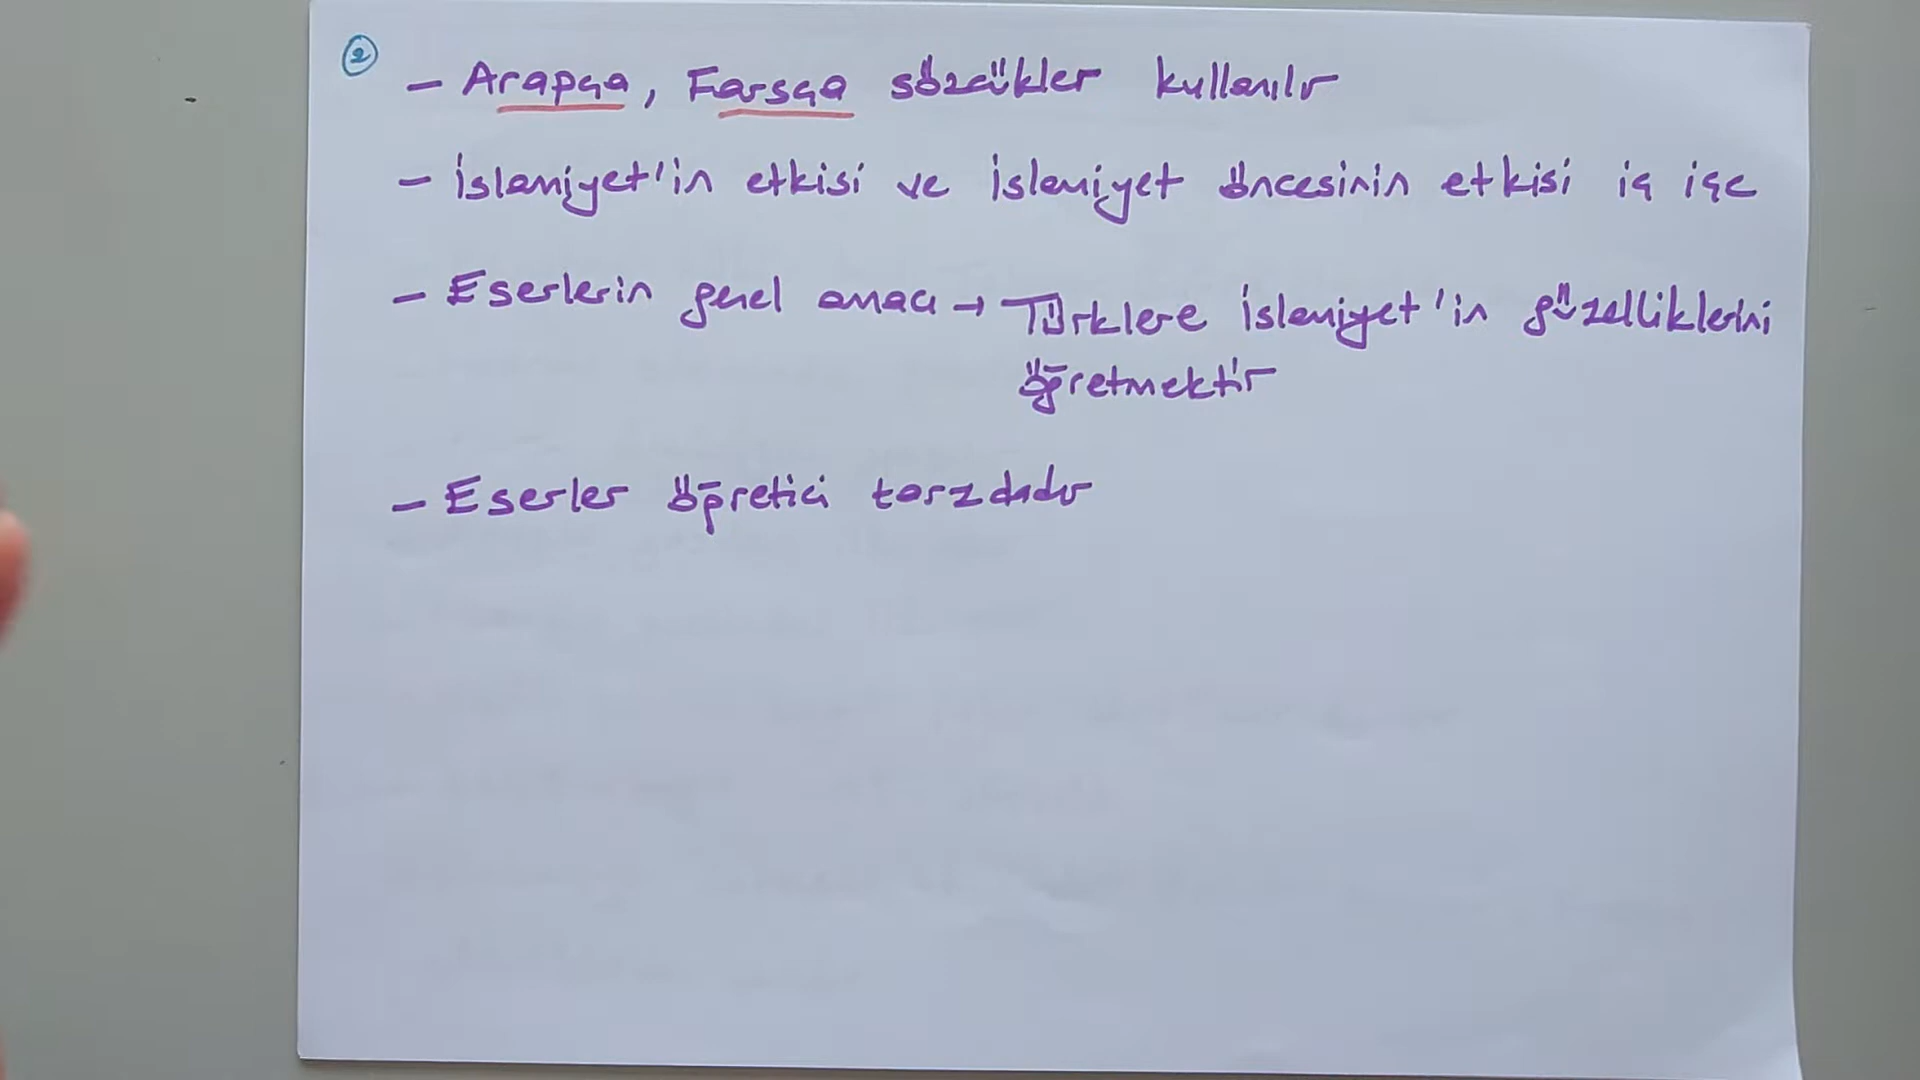 ②
- Arapça, Farsça sözcükler kullanılır
- İslamiyet'in etkisi ve İslamiyet öncesinin etkisi iç içe
- Eserlerin genel amacı → Türklere İslamiyet'in güzelliklerini
öğretmektir
- Eserler öğretici tarzdadır